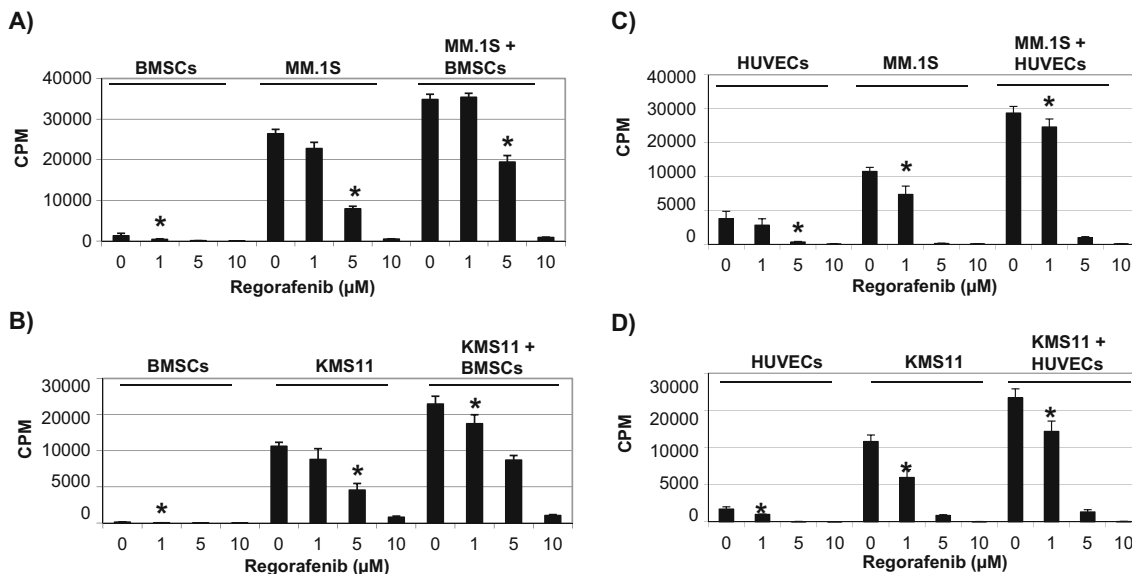 A)
BMSCs
MM.1S
MM.1S +
BMSCs
CPM
40000
30000
20000
10000
0
*
*
*
0 1 5 10 0 1 5 10 0 1 5 10
Regorafenib (µM)
B)
BMSCs
KMS11
KMS11 +
BMSCs
CPM
30000
20000
10000
5000
0
*
*
*
0 1 5 10 0 1 5 10 0 1 5 10
Regorafenib (µM)
C)
HUVECs
MM.1S
MM.1S +
HUVECs
CPM
40000
30000
20000
10000
5000
0
*
*
*
0 1 5 10 0 1 5 10 0 1 5 10
Regorafenib (µM)
D)
HUVECs
KMS11
KMS11 +
HUVECs
CPM
30000
20000
10000
5000
0
*
*
*
0 1 5 10 0 1 5 10 0 1 5 10
Regorafenib (µM)